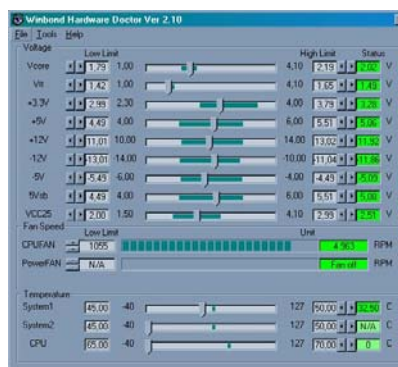 Winbond Hardware Doctor Ver 2.10
File Tools Help
Voltage
Low Limit High Limit Status
Vcore 1,79 1,00 4,10 2,19 2,02 V
Vtt 1,42 1,00 4,10 1,65 1,49 V
+3.3V 2,99 2,30 4,00 3,79 3,28 V
+5V 4,49 4,00 6,00 5,51 5,06 V
+12V 11,01 10,00 14,00 13,02 11,92 V
-12V -13,01 -14,00 -10,00 -11,04 -11,86 V
-5V -5,49 -6,00 -4,00 -4,49 -5,09 V
5Vsb 4,49 4,00 6,00 5,51 5,00 V
VCC25 2,00 1,50 4,10 2,99 2,51 V
Fan Speed
Low Limit Unit
CPUFAN 1055 4 963 RPM
PowerFAN N/A Fan off RPM
Temperature
System1 45,00 -40 127 50,00 32,50 C
System2 45,00 -40 127 50,00 N/A C
CPU 65,00 -40 127 70,00 0 C